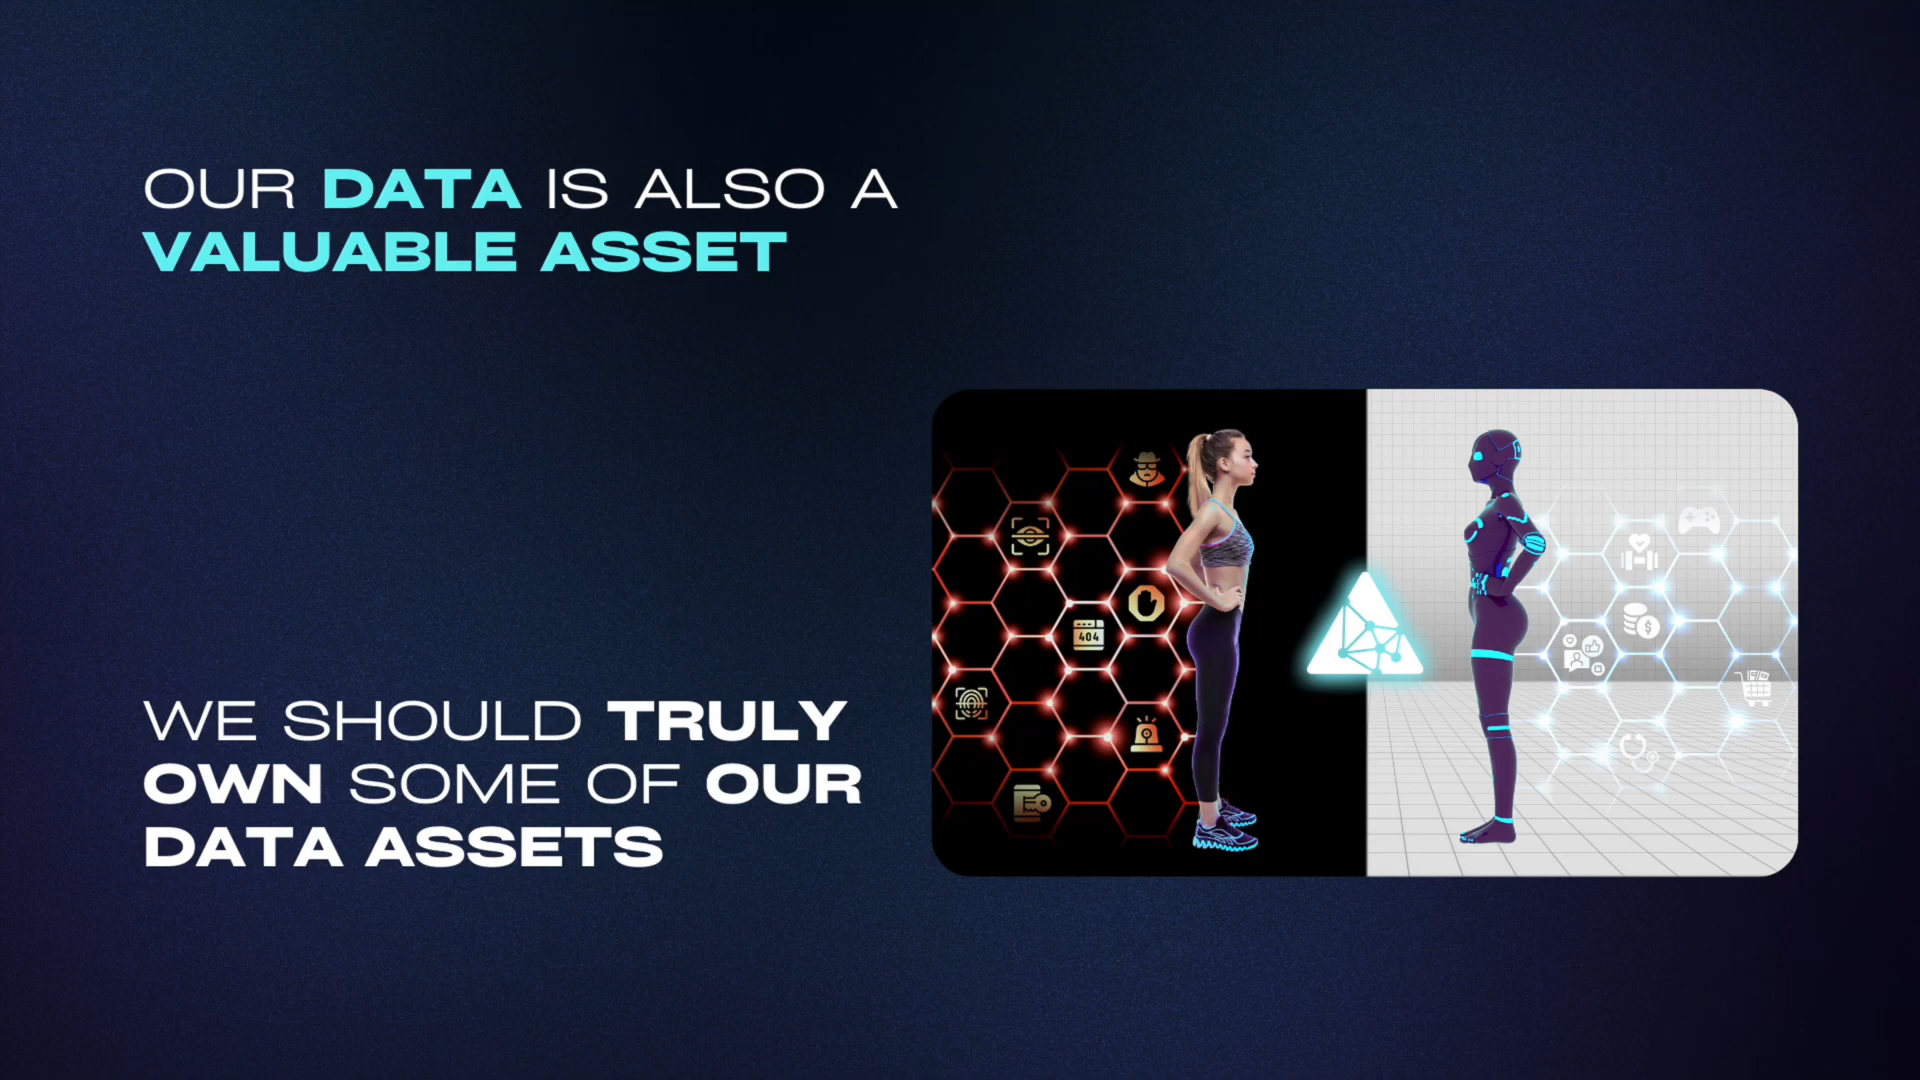 OUR DATA IS ALSO A
VALUABLE ASSET
WE SHOULD TRULY
OWN SOME OF OUR
DATA ASSETS
404
$